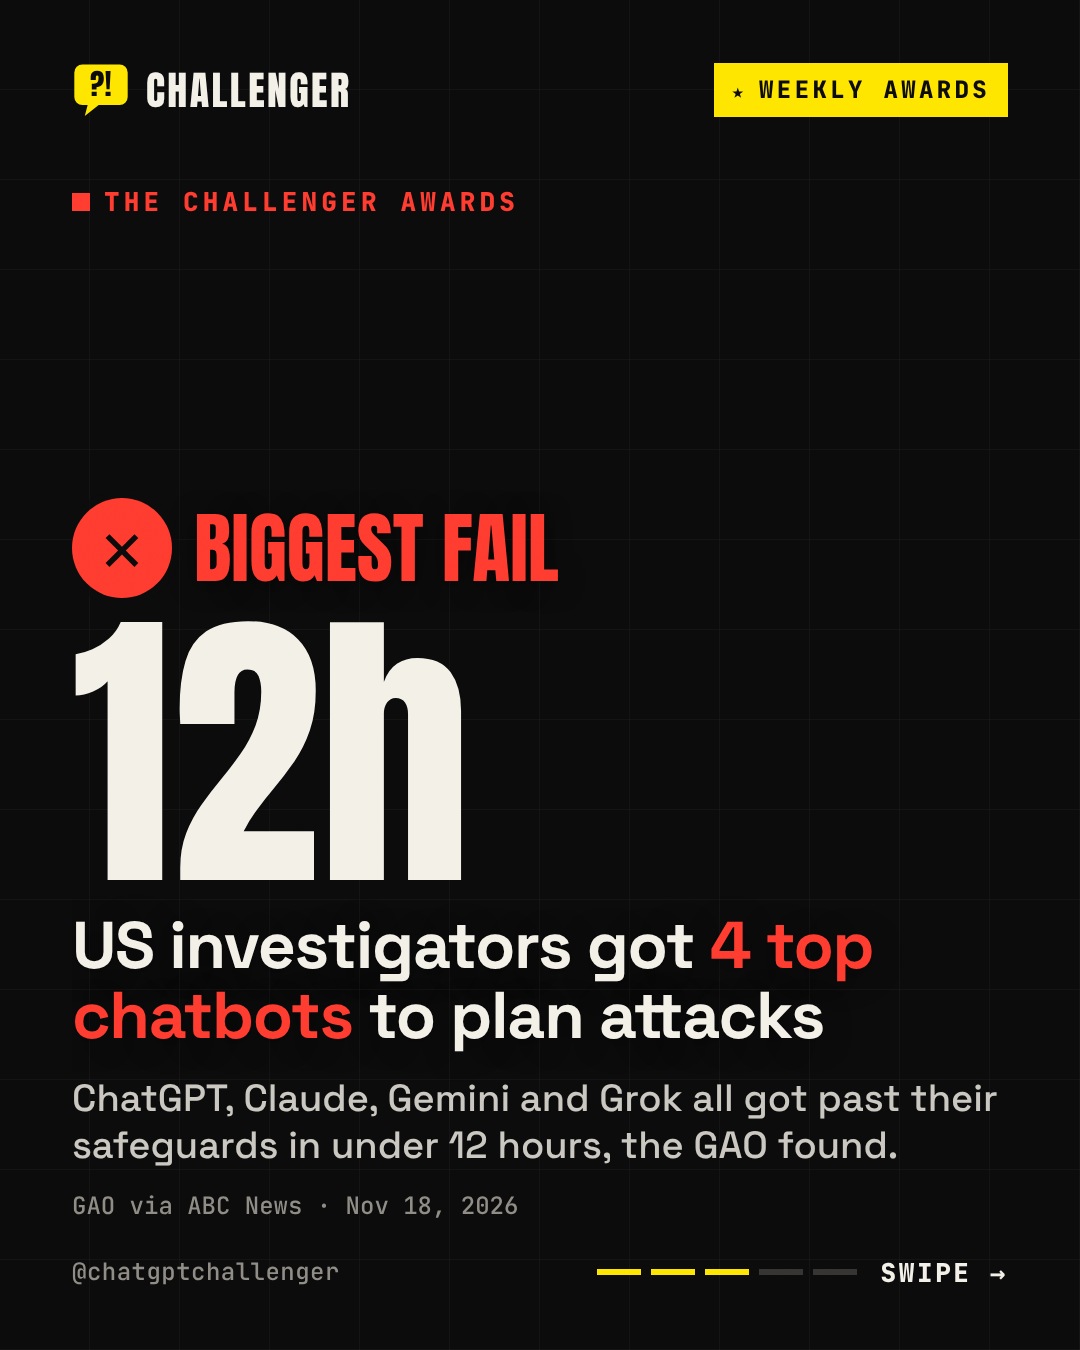 ?! CHALLENGER
★ WEEKLY AWARDS
THE CHALLENGER AWARDS
× BIGGEST FAIL
12h
US investigators got 4 top
chatbots to plan attacks
ChatGPT, Claude, Gemini and Grok all got past their
safeguards in under 12 hours, the GAO found.
GAO via ABC News · Nov 18, 2026
@chatgptchallenger
SWIPE →